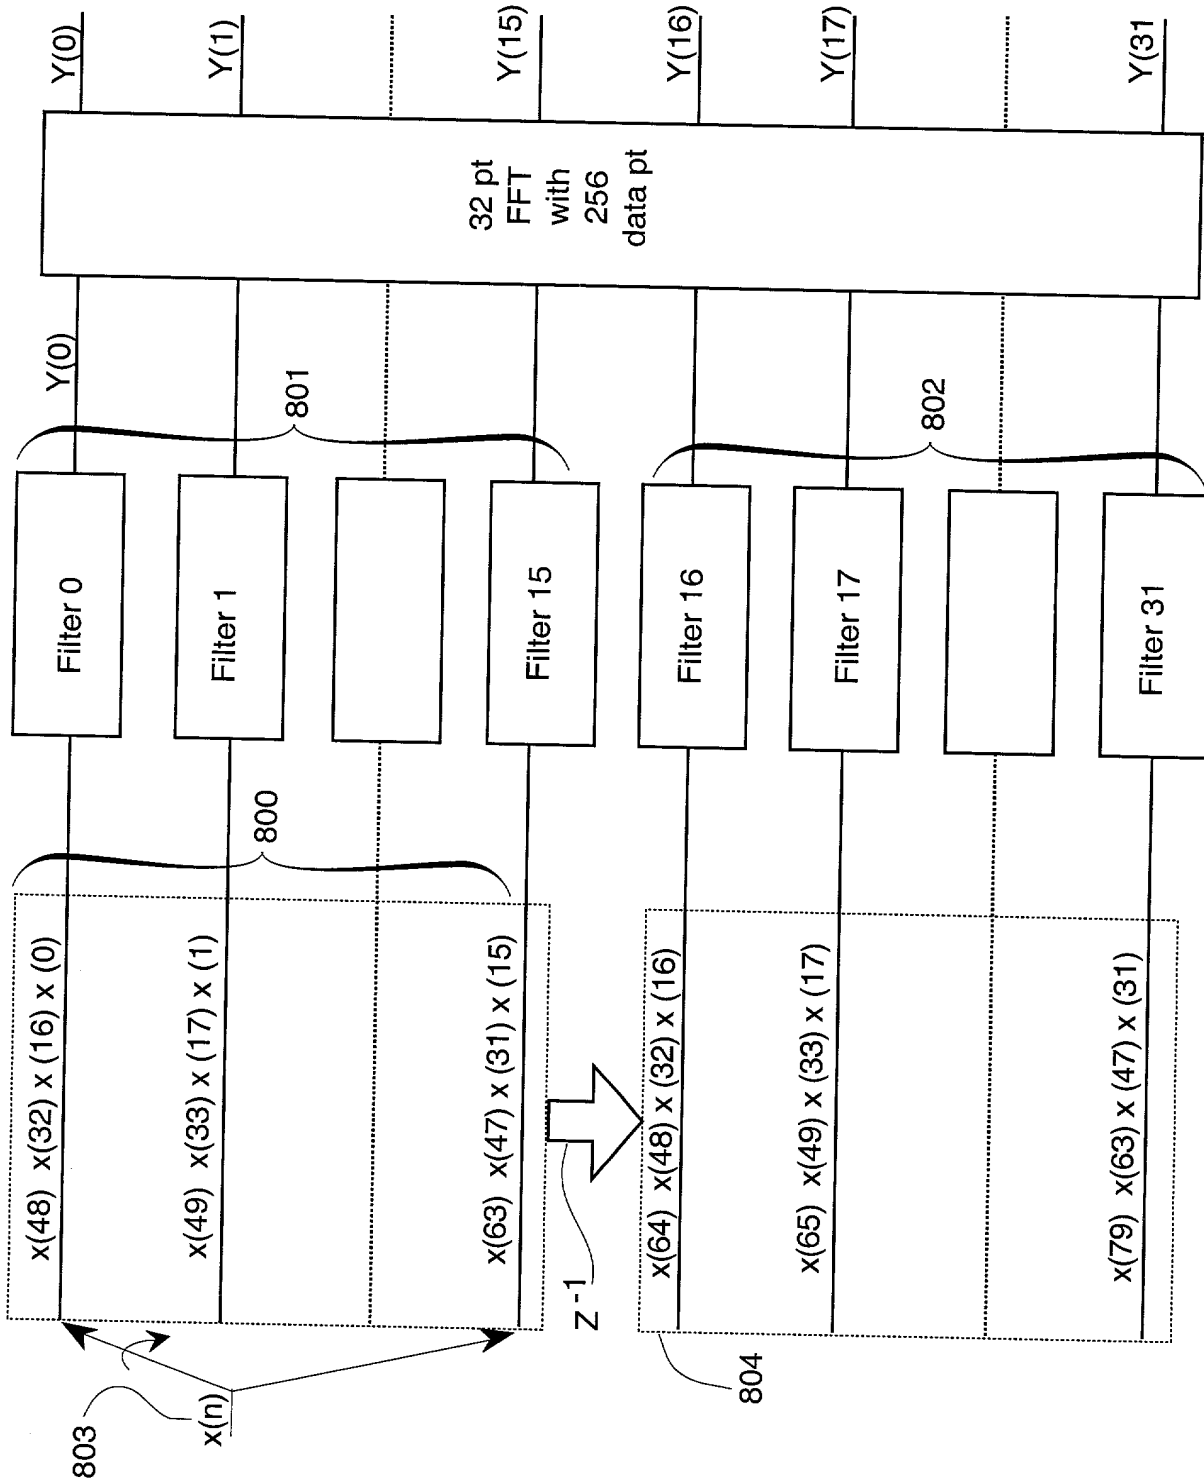 803
x(n)
x(48) x(32) x (16) x (0)
x(49) x(33) x (17) x (1)
x(63) x(47) x (31) x (15)
800
Z -1
804
x(64) x(48) x (32) x (16)
x(65) x(49) x (33) x (17)
x(79) x(63) x (47) x (31)
Filter 0
Filter 1
Filter 15
Filter 16
Filter 17
Filter 31
801
802
Y(0)
32 pt
FFT
with
256
data pt
Y(0)
Y(1)
Y(15)
Y(16)
Y(17)
Y(31